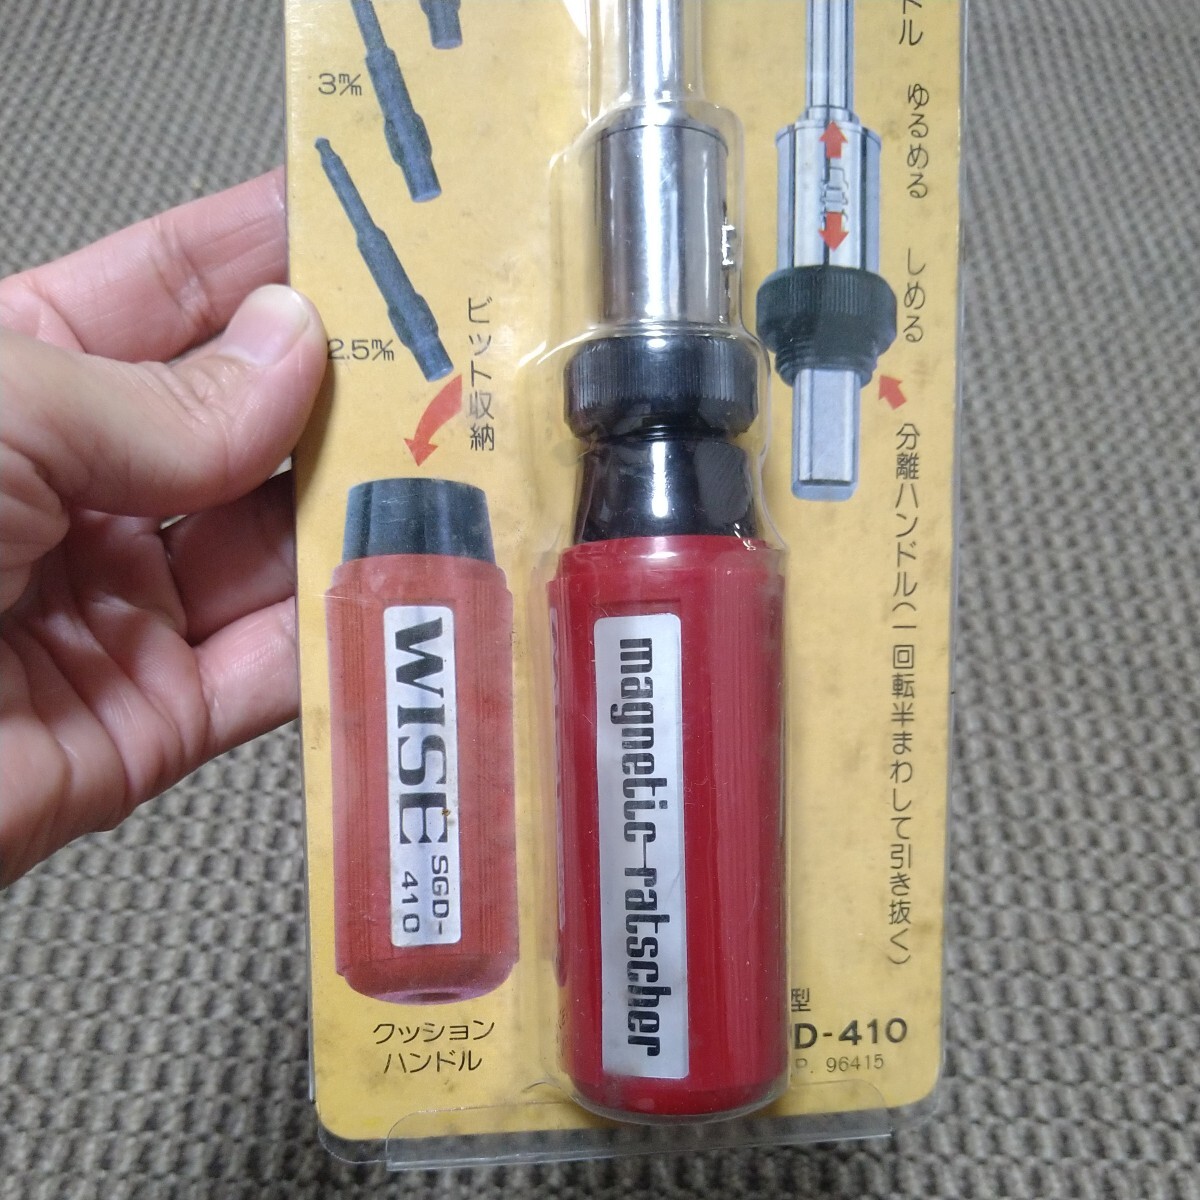 3㎜
2.5㎜
ビット収納
WISE
SGD-
410
クッション
ハンドル
magnetic-ratscher
ドル
ゆるめる
しめる
分離ハンドル(一回転半まわして引き抜く)
型
D-410
P. 96415